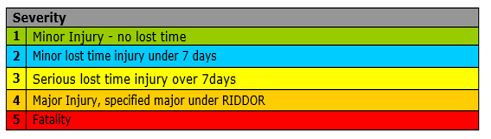 Severity
1 Minor Injury - no lost time
2 Minor lost time injury under 7 days
3 Serious lost time injury over 7days
4 Major Injury, specified major under RIDDOR
5 Fatality